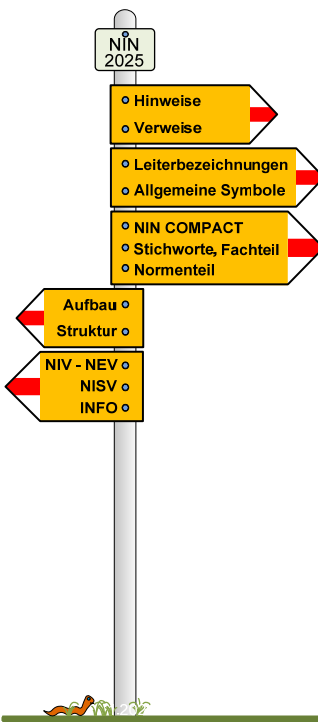 NIN
2025
Hinweise
Verweise
Leiterbezeichnungen
Allgemeine Symbole
NIN COMPACT
Stichworte, Fachteil
Normenteil
Aufbau
Struktur
NIV - NEV
NISV
INFO